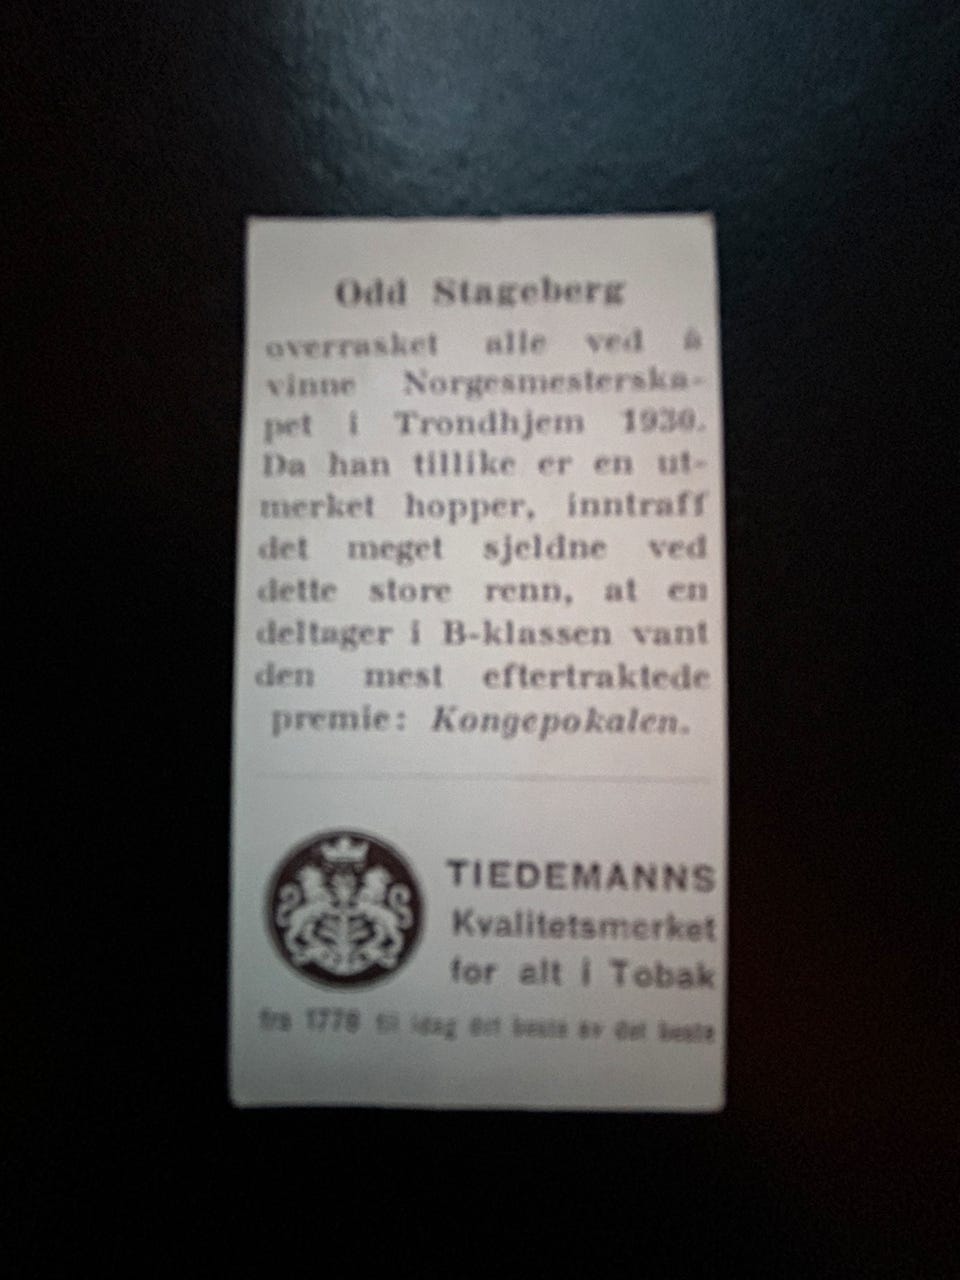 Odd Stageberg
overrasket alle ved å
vinne Norgesmesterska-
pet i Trondhjem 1930.
Da han tillike er en ut-
merket hopper, inntraff
det meget sjeldne ved
dette store renn, at en
deltager i B-klassen vant
den mest eftertraktede
premie: Kongepokalen.
TIEDEMANNS
Kvalitetsmerket
for alt i Tobak
fra 1778 til idag det beste av det beste